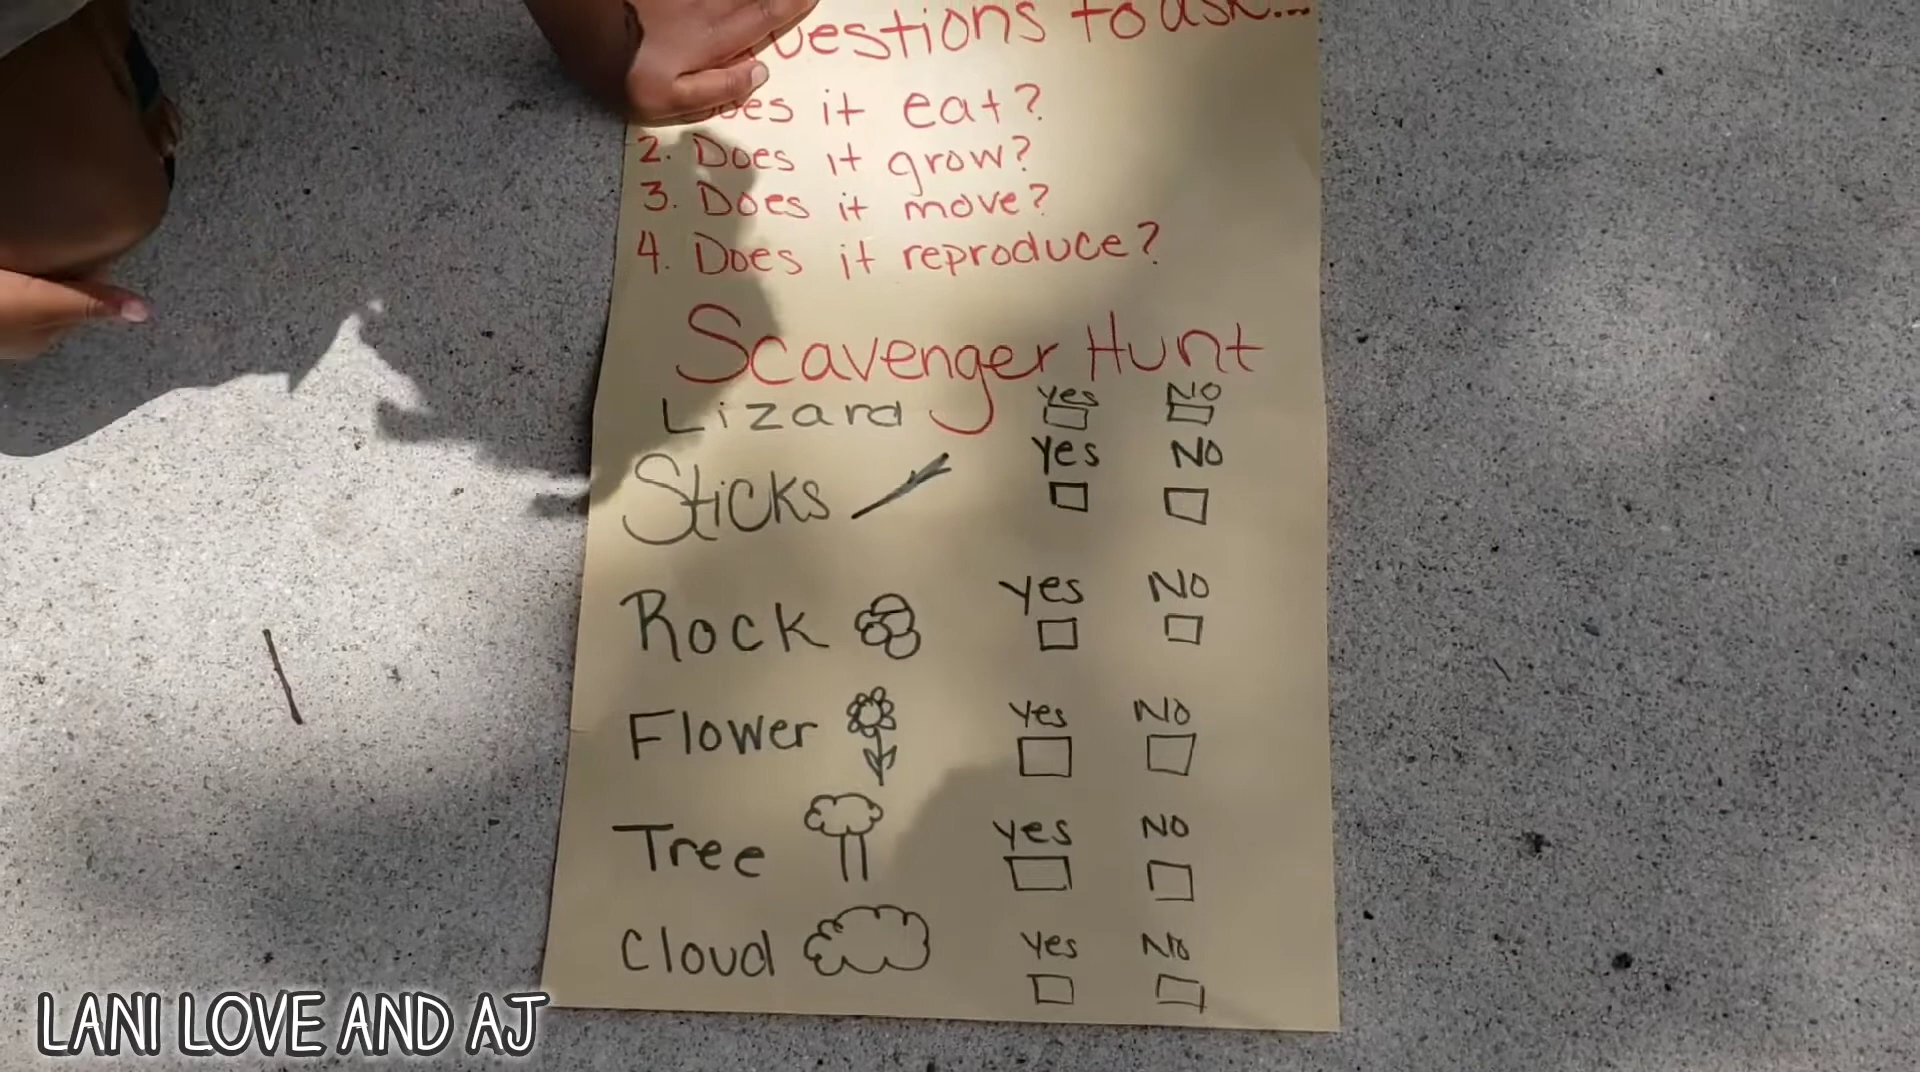 uestions to ask...
oes it eat?
2. Does it grow?
3. Does it move?
4. Does it reproduce?
Scavenger Hunt
Lizard Yes No
Sticks Yes No
Rock Yes No
Flower Yes No
Tree Yes No
Cloud Yes No
LANI LOVE AND AJ